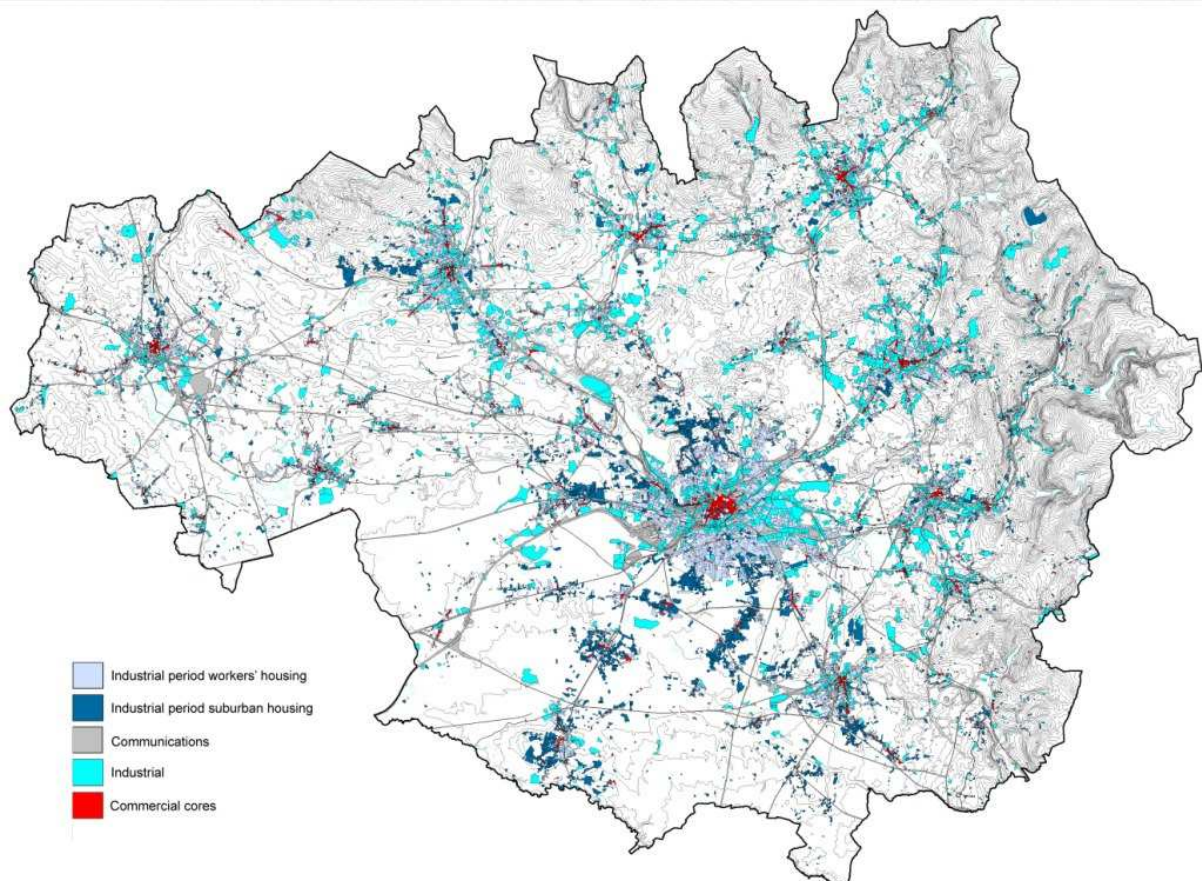 Industrial period workers' housing
Industrial period suburban housing
Communications
Industrial
Commercial cores